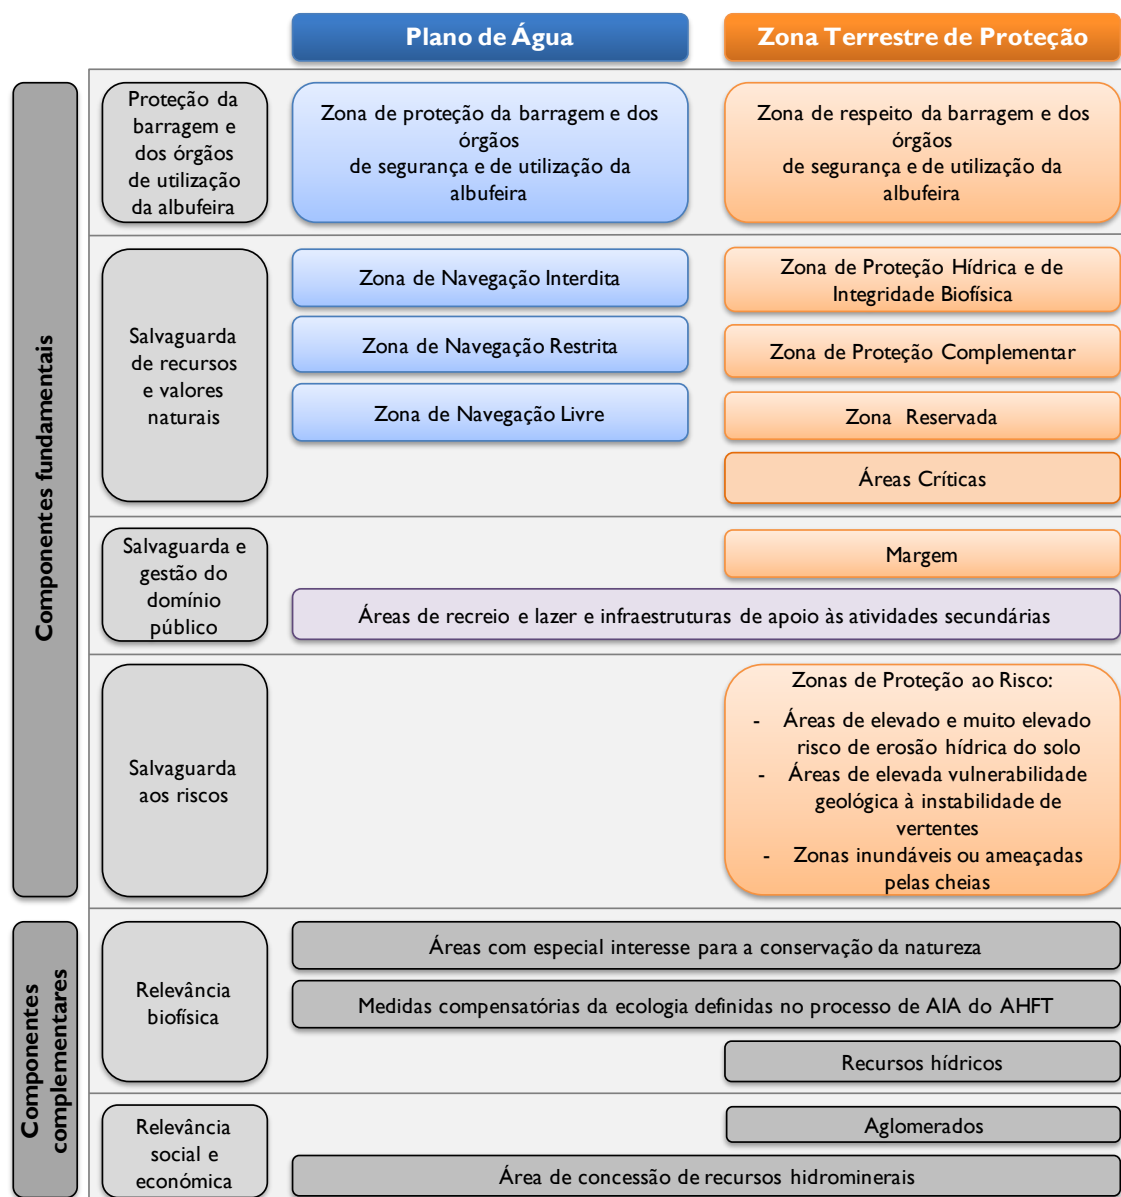 Plano de Água
Zona Terrestre de Proteção
Componentes fundamentais
Proteção da
barragem e
dos órgãos
de utilização
da albufeira
Zona de proteção da barragem e dos
órgãos
de segurança e de utilização da
albufeira
Zona de respeito da barragem e dos
órgãos
de segurança e de utilização da
albufeira
Salvaguarda
de recursos
e valores
naturais
Zona de Navegação Interdita
Zona de Navegação Restrita
Zona de Navegação Livre
Zona de Proteção Hídrica e de
Integridade Biofísica
Zona de Proteção Complementar
Zona Reservada
Áreas Críticas
Salvaguarda e
gestão do
domínio
público
Margem
Áreas de recreio e lazer e infraestruturas de apoio às atividades secundárias
Salvaguarda
aos riscos
Zonas de Proteção ao Risco:
- Áreas de elevado e muito elevado
risco de erosão hídrica do solo
- Áreas de elevada vulnerabilidade
geológica à instabilidade de
vertentes
- Zonas inundáveis ou ameaçadas
pelas cheias
Componentes
complementares
Relevância
biofísica
Áreas com especial interesse para a conservação da natureza
Medidas compensatórias da ecologia definidas no processo de AIA do AHFT
Recursos hídricos
Relevância
social e
económica
Aglomerados
Área de concessão de recursos hidrominerais